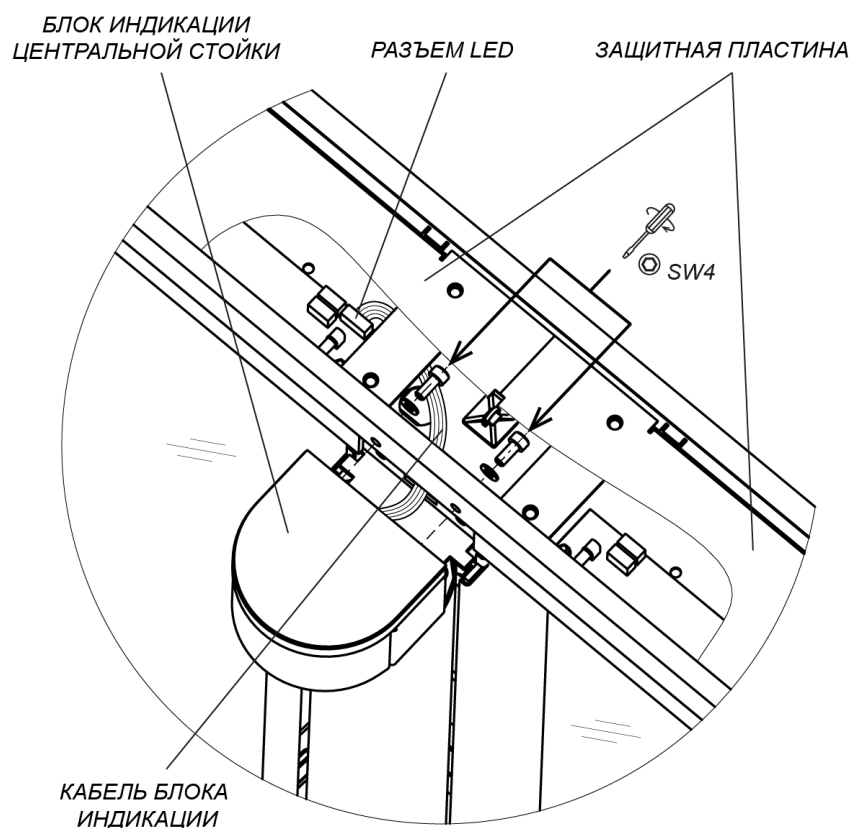 БЛОК ИНДИКАЦИИ
ЦЕНТРАЛЬНОЙ СТОЙКИ
РАЗЪЕМ LED
ЗАЩИТНАЯ ПЛАСТИНА
SW4
КАБЕЛЬ БЛОКА
ИНДИКАЦИИ